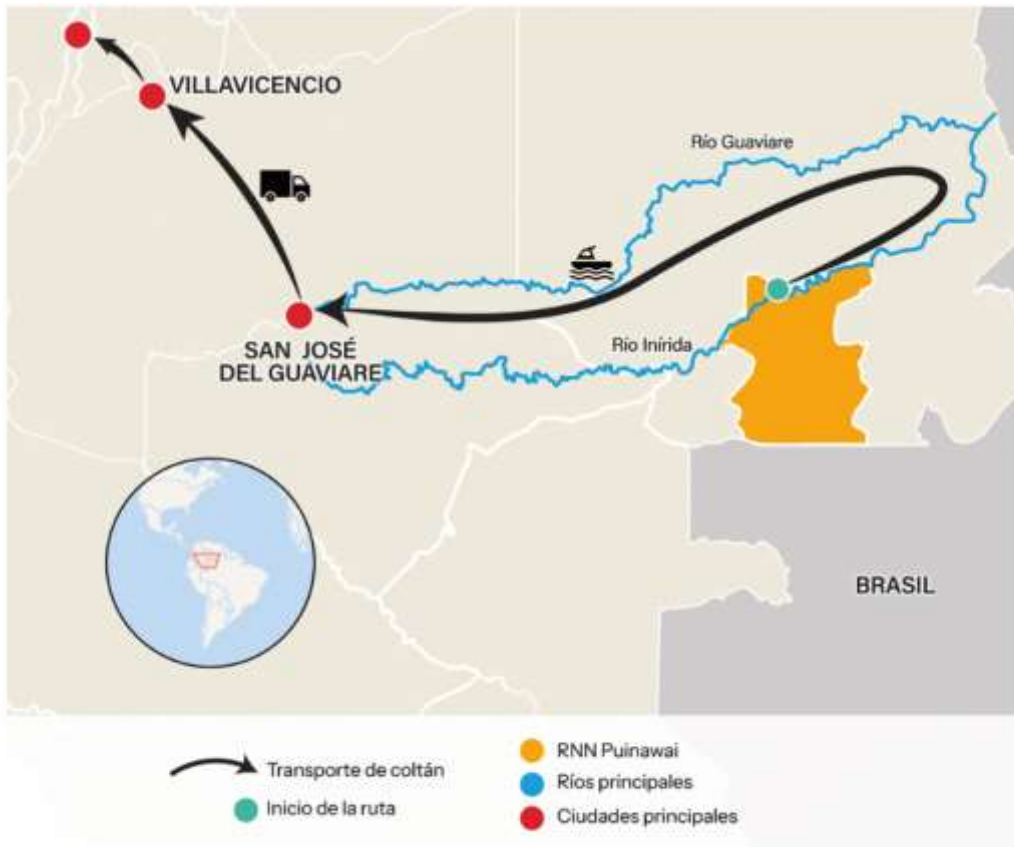 VILLAVICENCIO
Río Guaviare
Río Inírida
SAN JOSÉ
DEL GUAVIARE
BRASIL
Transporte de coltán
Inicio de la ruta
RNN Puinawai
Ríos principales
Ciudades principales